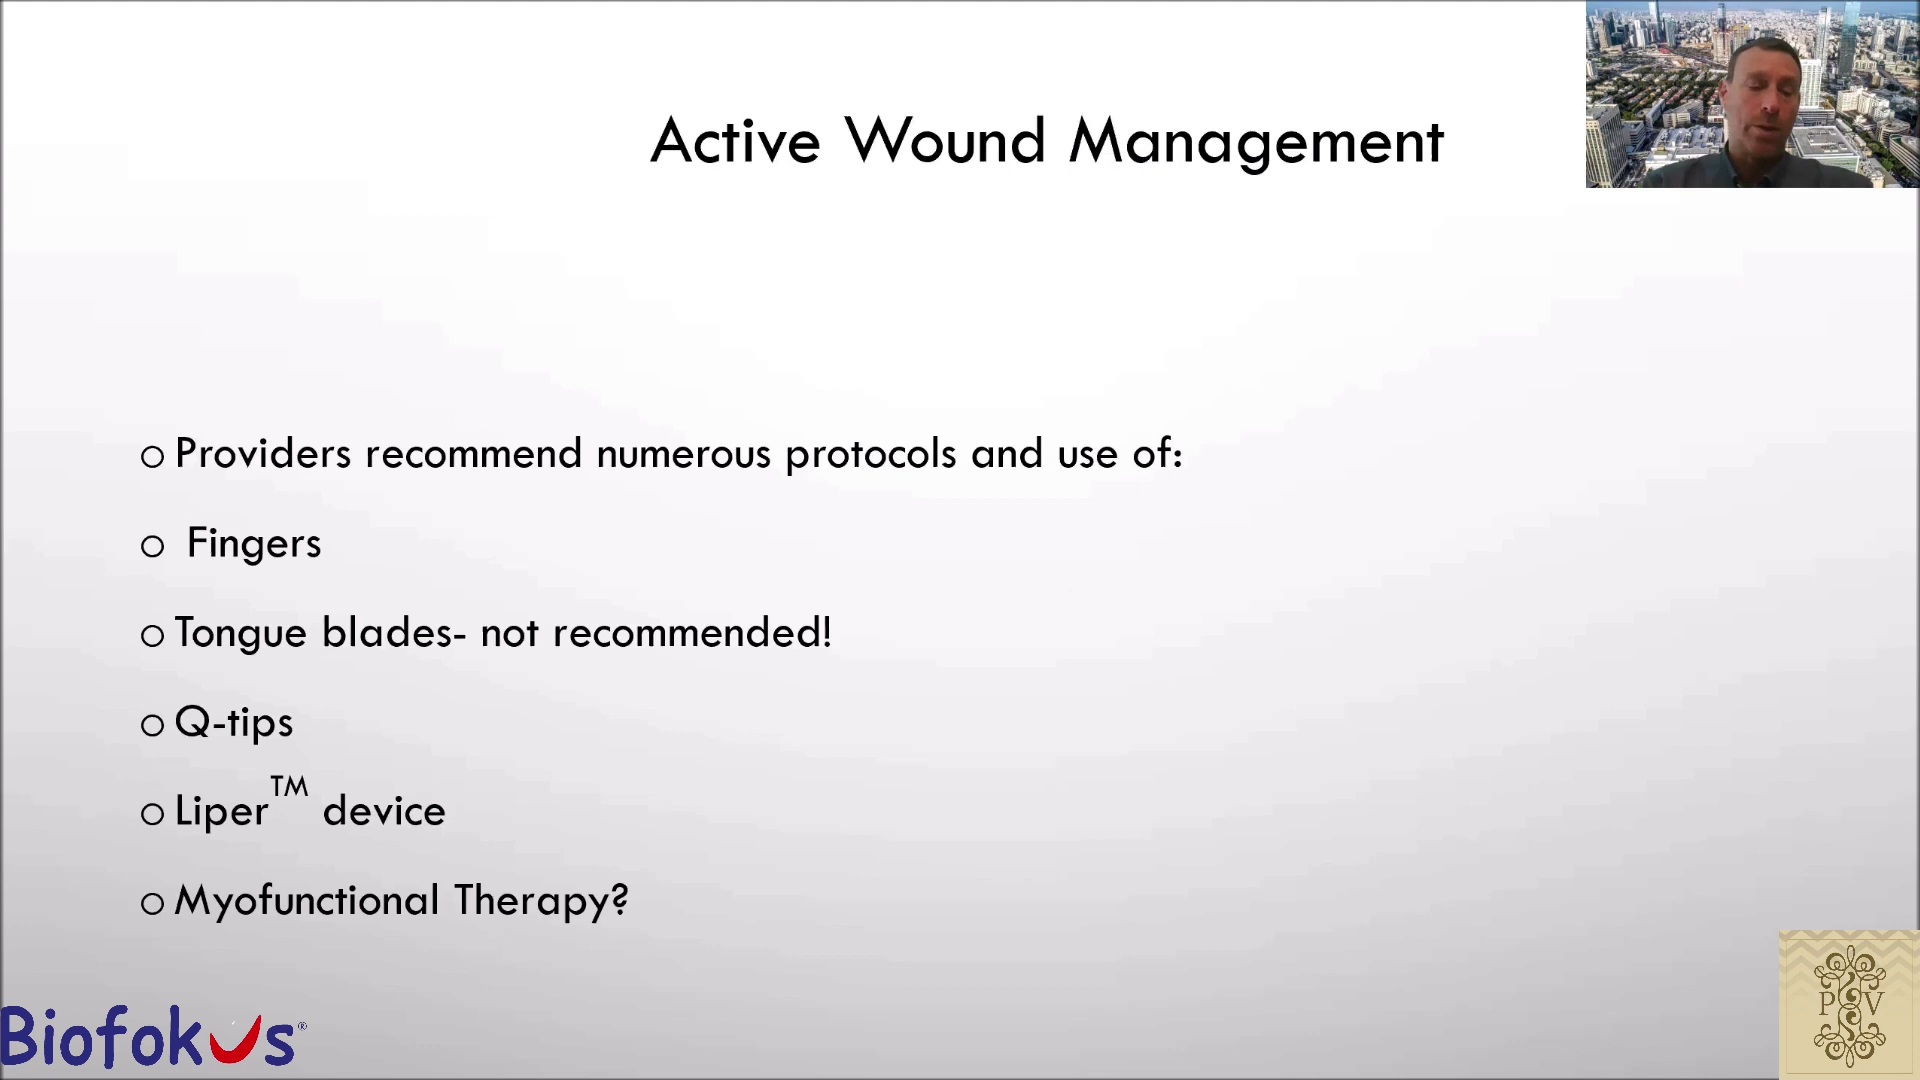 Active Wound Management
o Providers recommend numerous protocols and use of:
o Fingers
o Tongue blades- not recommended!
o Q-tips
o Liper™ device
o Myofunctional Therapy?
Biofokus®
P S V